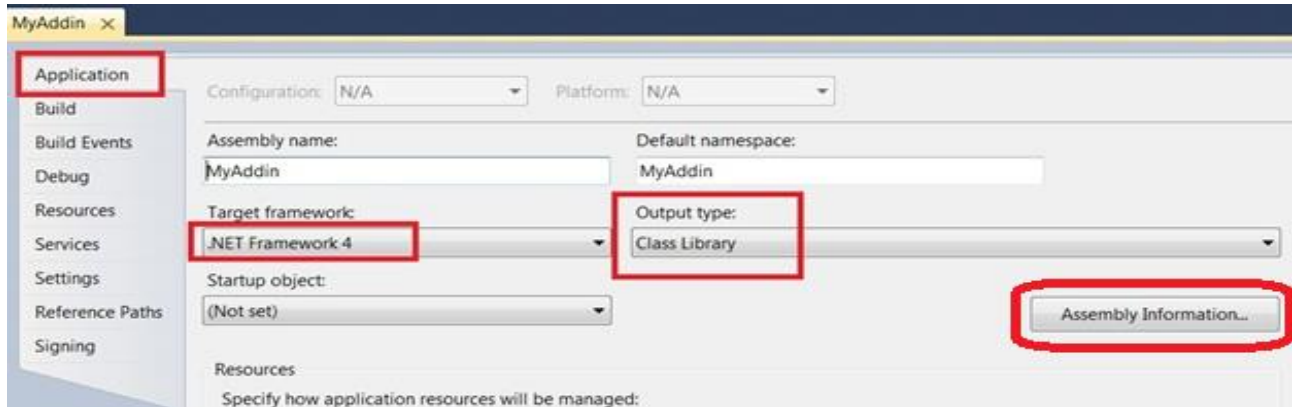 MyAddin
Application
Build
Build Events
Debug
Resources
Services
Settings
Reference Paths
Signing
Configuration: N/A Platform: N/A
Assembly name: Default namespace:
MyAddin MyAddin
Target framework: Output type:
.NET Framework 4 Class Library
Startup object:
(Not set) Assembly Information...
Resources
Specify how application resources will be managed: